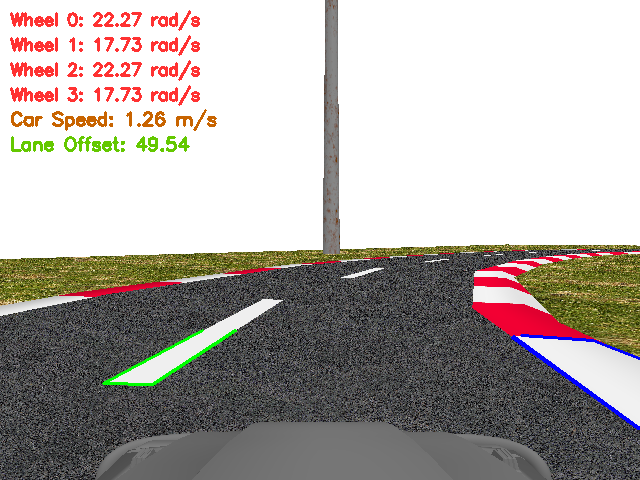 Wheel 0: 22.27 rad/s
Wheel 1: 17.73 rad/s
Wheel 2: 22.27 rad/s
Wheel 3: 17.73 rad/s
Car Speed: 1.26 m/s
Lane Offset: 49.54